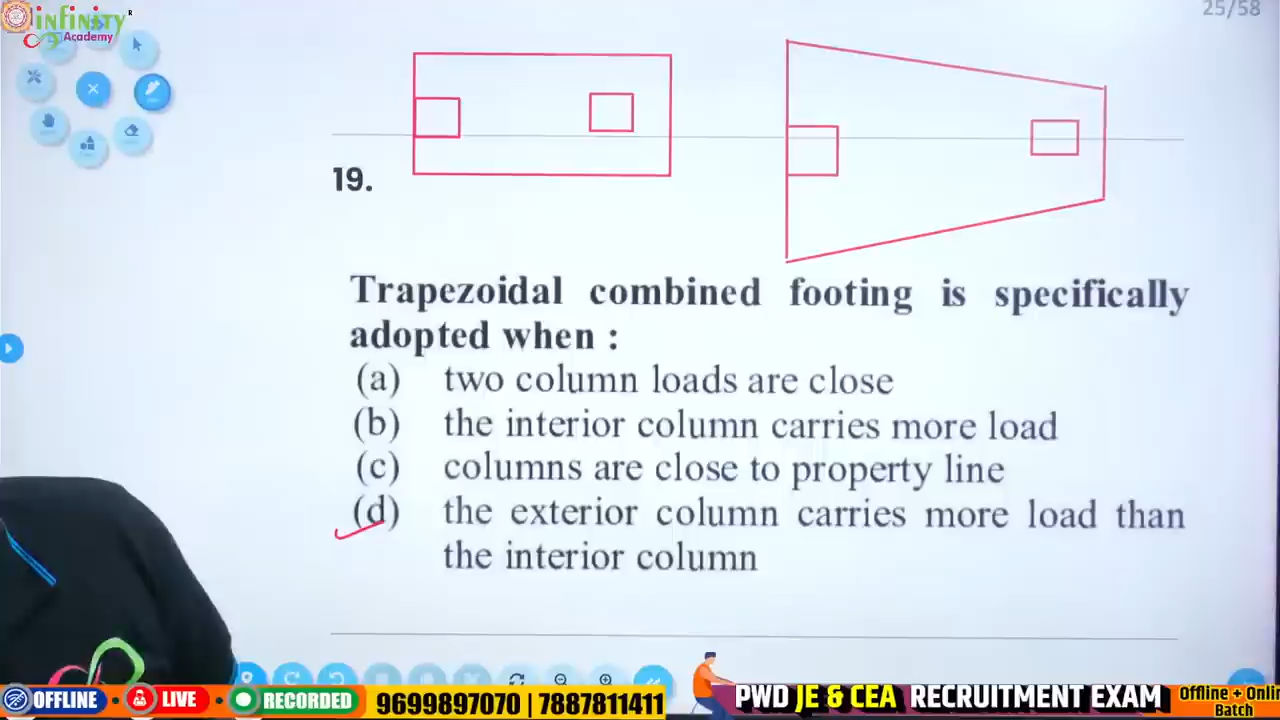 infinity
Academy
25/58
19.
Trapezoidal combined footing is specifically
adopted when :
(a) two column loads are close
(b) the interior column carries more load
(c) columns are close to property line
(d) the exterior column carries more load than
the interior column
OFFLINE • LIVE • RECORDED 9699897070 | 7887811411 PWD JE & CEA RECRUITMENT EXAM Offline + Onlin
Batch